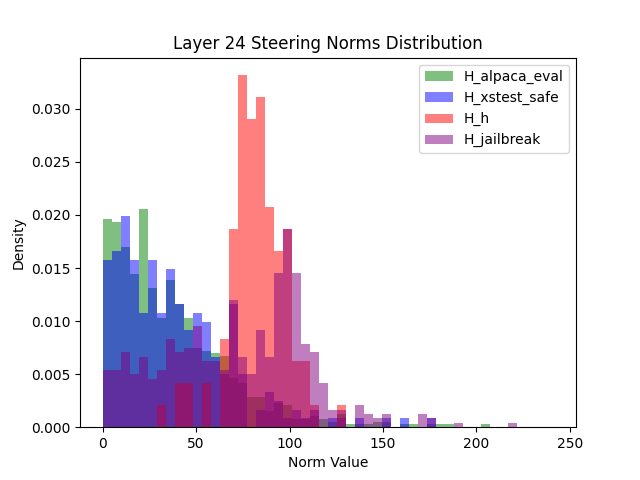 Layer 24 Steering Norms Distribution
H_alpaca_eval
H_xstest_safe
H_h
H_jailbreak
Density
0.030
0.025
0.020
0.015
0.010
0.005
0.000
0
50
100
150
200
250
Norm Value